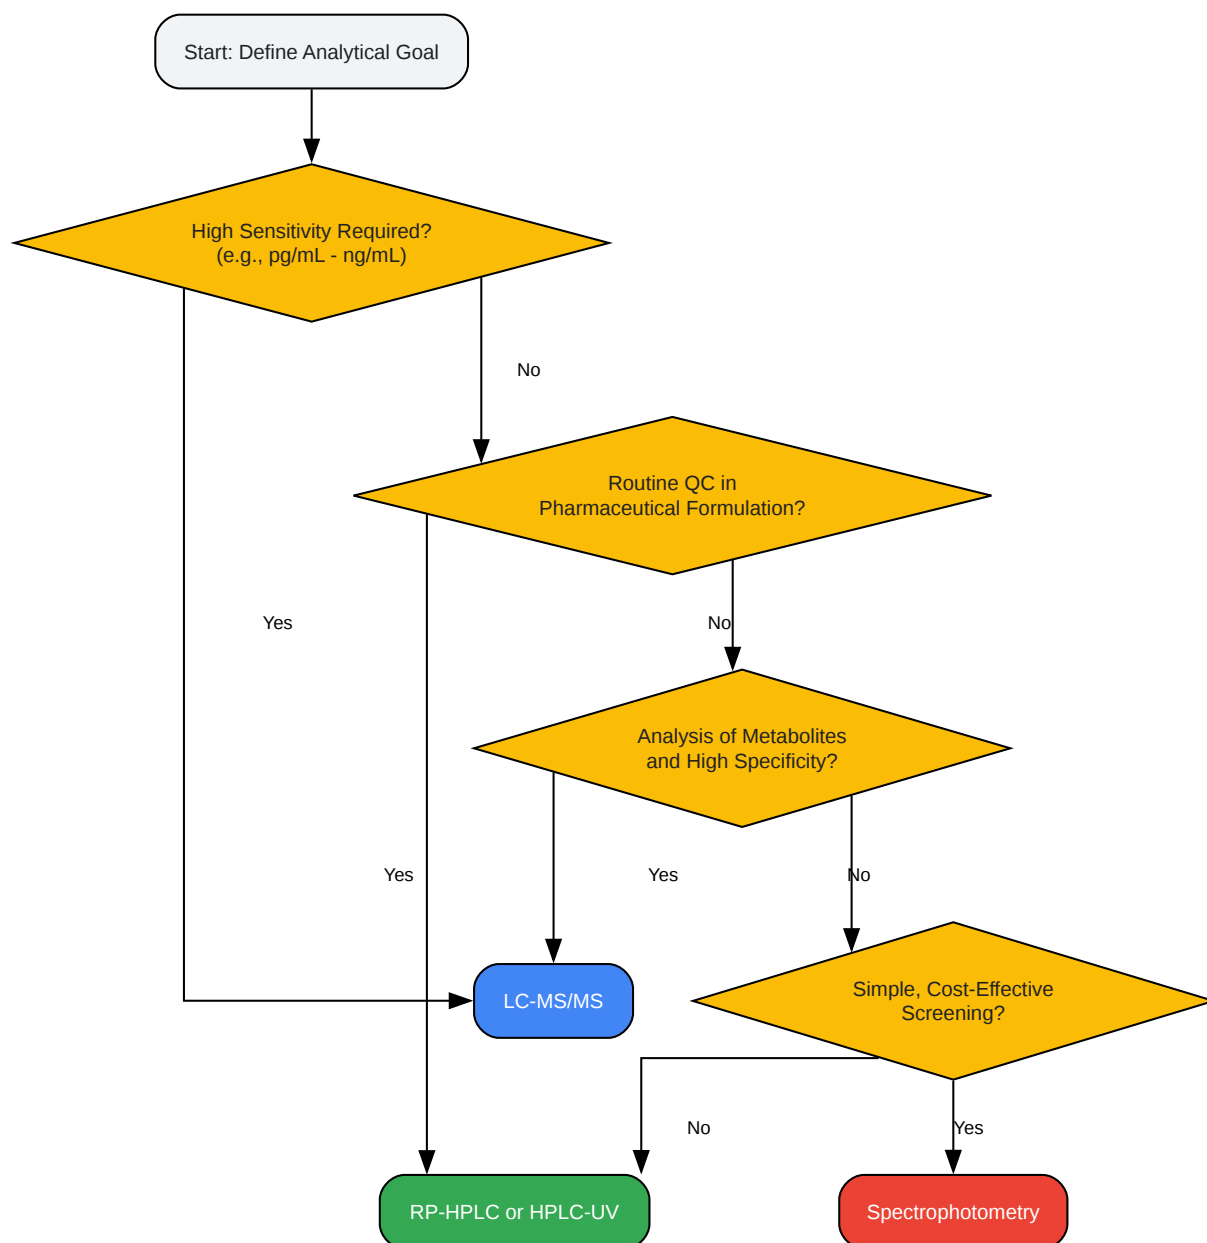 Start: Define Analytical Goal
High Sensitivity Required?
(e.g., pg/mL - ng/mL)
No
Routine QC in
Pharmaceutical Formulation?
Yes
No
Analysis of Metabolites
and High Specificity?
Yes
Yes
No
LC-MS/MS
Simple, Cost-Effective
Screening?
No
Yes
RP-HPLC or HPLC-UV
Spectrophotometry